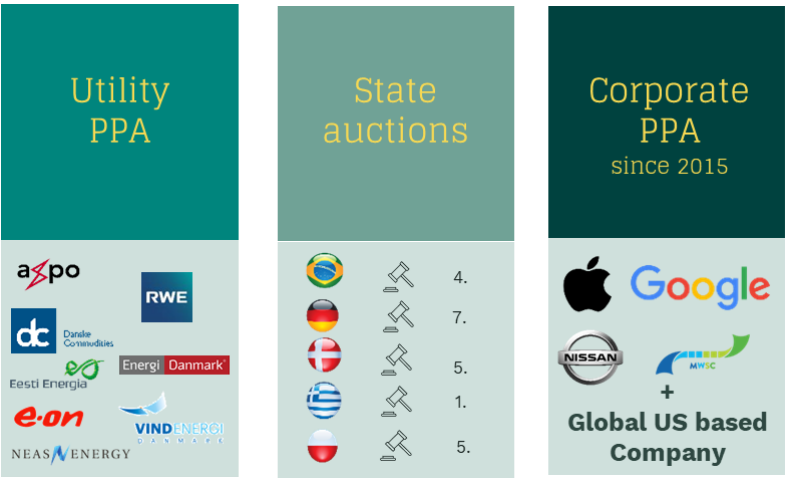 Utility
PPA
axpo
RWE
dc
Danske
Commodities
Energi Danmark
Eesti Energia
e·on
VINDENERGI
DANMARK
NEAS ENERGY
State
auctions
4.
7.
5.
1.
5.
Corporate
PPA
since 2015
Google
NISSAN
MWSC
+
Global US based
Company